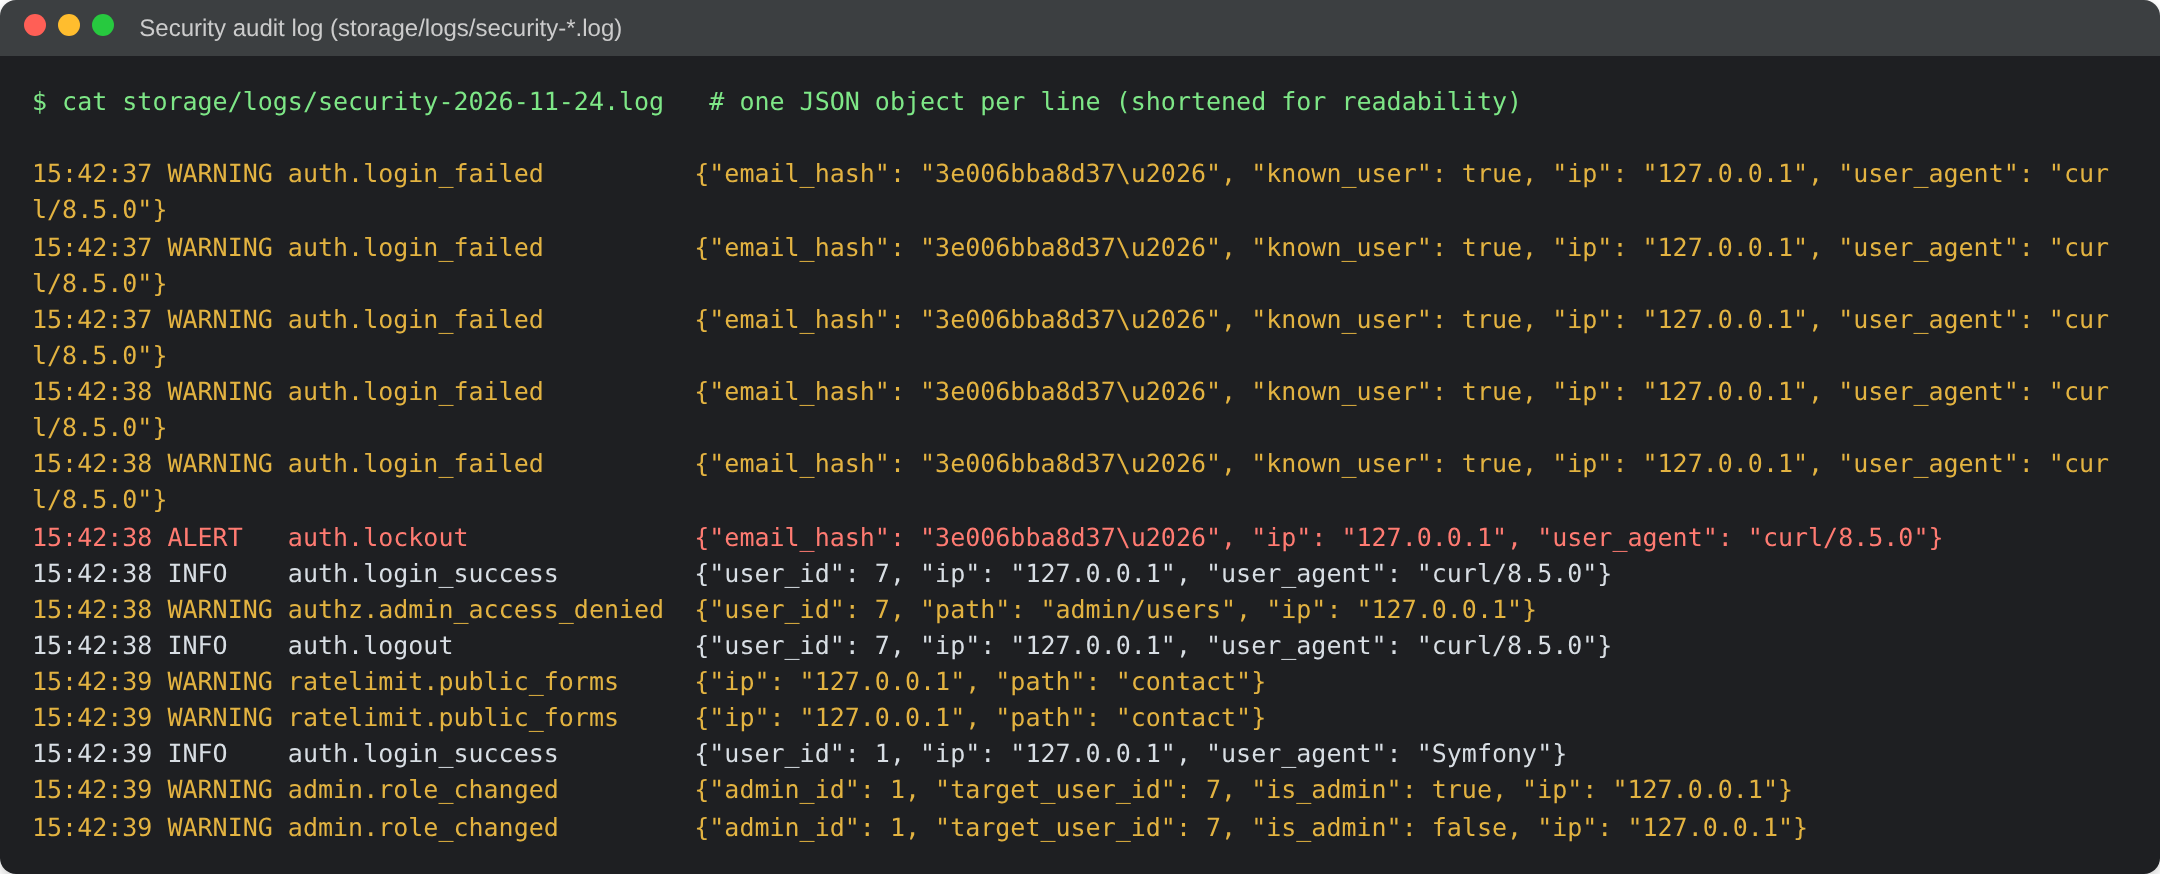 Security audit log (storage/logs/security-*.log)
$ cat storage/logs/security-2026-11-24.log   # one JSON object per line (shortened for readability)
15:42:37 WARNING auth.login_failed          {"email_hash": "3e006bba8d37\u2026", "known_user": true, "ip": "127.0.0.1", "user_agent": "cur
l/8.5.0"}
15:42:37 WARNING auth.login_failed          {"email_hash": "3e006bba8d37\u2026", "known_user": true, "ip": "127.0.0.1", "user_agent": "cur
l/8.5.0"}
15:42:37 WARNING auth.login_failed          {"email_hash": "3e006bba8d37\u2026", "known_user": true, "ip": "127.0.0.1", "user_agent": "cur
l/8.5.0"}
15:42:38 WARNING auth.login_failed          {"email_hash": "3e006bba8d37\u2026", "known_user": true, "ip": "127.0.0.1", "user_agent": "cur
l/8.5.0"}
15:42:38 WARNING auth.login_failed          {"email_hash": "3e006bba8d37\u2026", "known_user": true, "ip": "127.0.0.1", "user_agent": "cur
l/8.5.0"}
15:42:38 ALERT   auth.lockout               {"email_hash": "3e006bba8d37\u2026", "ip": "127.0.0.1", "user_agent": "curl/8.5.0"}
15:42:38 INFO    auth.login_success         {"user_id": 7, "ip": "127.0.0.1", "user_agent": "curl/8.5.0"}
15:42:38 WARNING authz.admin_access_denied  {"user_id": 7, "path": "admin/users", "ip": "127.0.0.1"}
15:42:38 INFO    auth.logout                {"user_id": 7, "ip": "127.0.0.1", "user_agent": "curl/8.5.0"}
15:42:39 WARNING ratelimit.public_forms     {"ip": "127.0.0.1", "path": "contact"}
15:42:39 WARNING ratelimit.public_forms     {"ip": "127.0.0.1", "path": "contact"}
15:42:39 INFO    auth.login_success         {"user_id": 1, "ip": "127.0.0.1", "user_agent": "Symfony"}
15:42:39 WARNING admin.role_changed         {"admin_id": 1, "target_user_id": 7, "is_admin": true, "ip": "127.0.0.1"}
15:42:39 WARNING admin.role_changed         {"admin_id": 1, "target_user_id": 7, "is_admin": false, "ip": "127.0.0.1"}